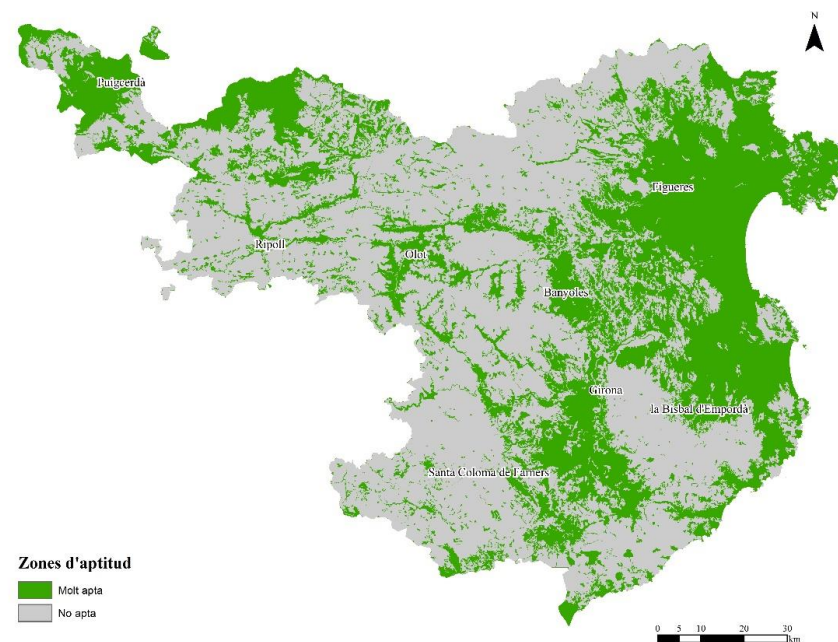 N
Puigcerdà
Figueres
Ripoll
Olot
Banyoles
Girona
la Bisbal d'Empordà
Santa Coloma de Farners
Zones d'aptitud
Molt apta
No apta
0 5 10 20 30
km